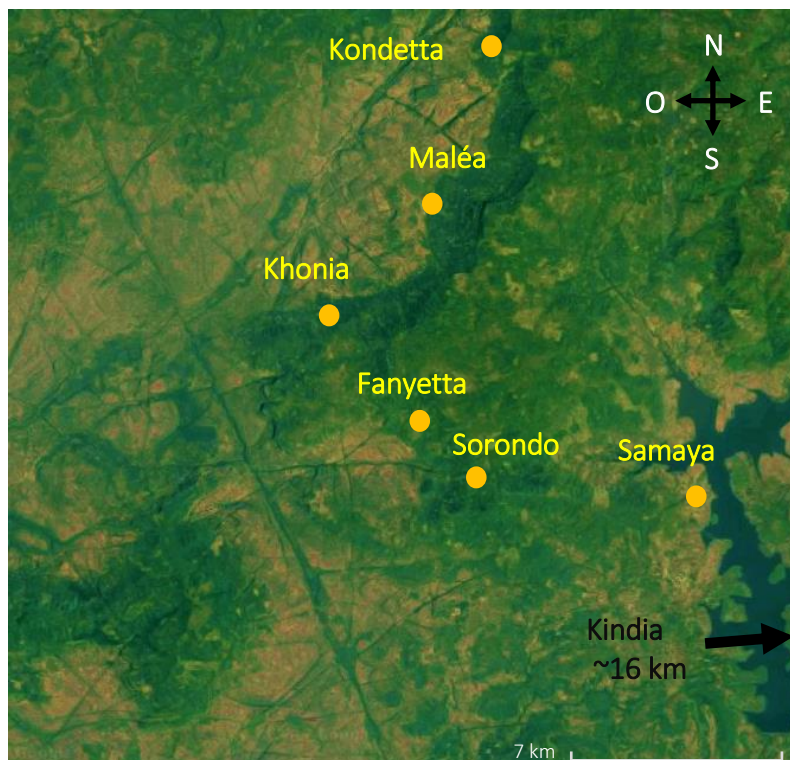 Kondetta
N
O
E
S
Maléa
Khonia
Fanyetta
Sorondo
Samaya
Kindia
~16 km
7 km